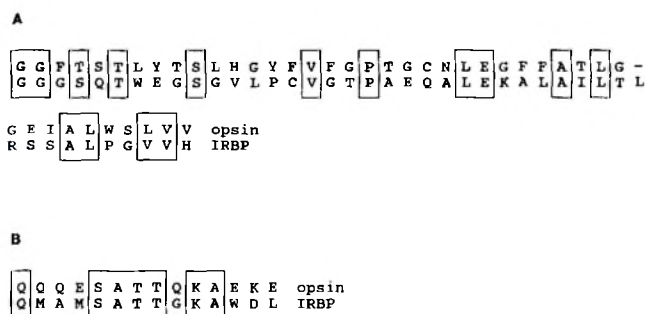 A
G G F T S T L Y T S L H G Y F V F G P T G C N L E G F F A T L G -
G G G S Q T W E G S G V L P C V G T P A E Q A L E K A L A I L T L
G E I A L W S L V V opsin
R S S A L P G V V H IRBP
B
Q Q Q E S A T T Q K A E K E opsin
Q M A M S A T T G K A W D L IRBP